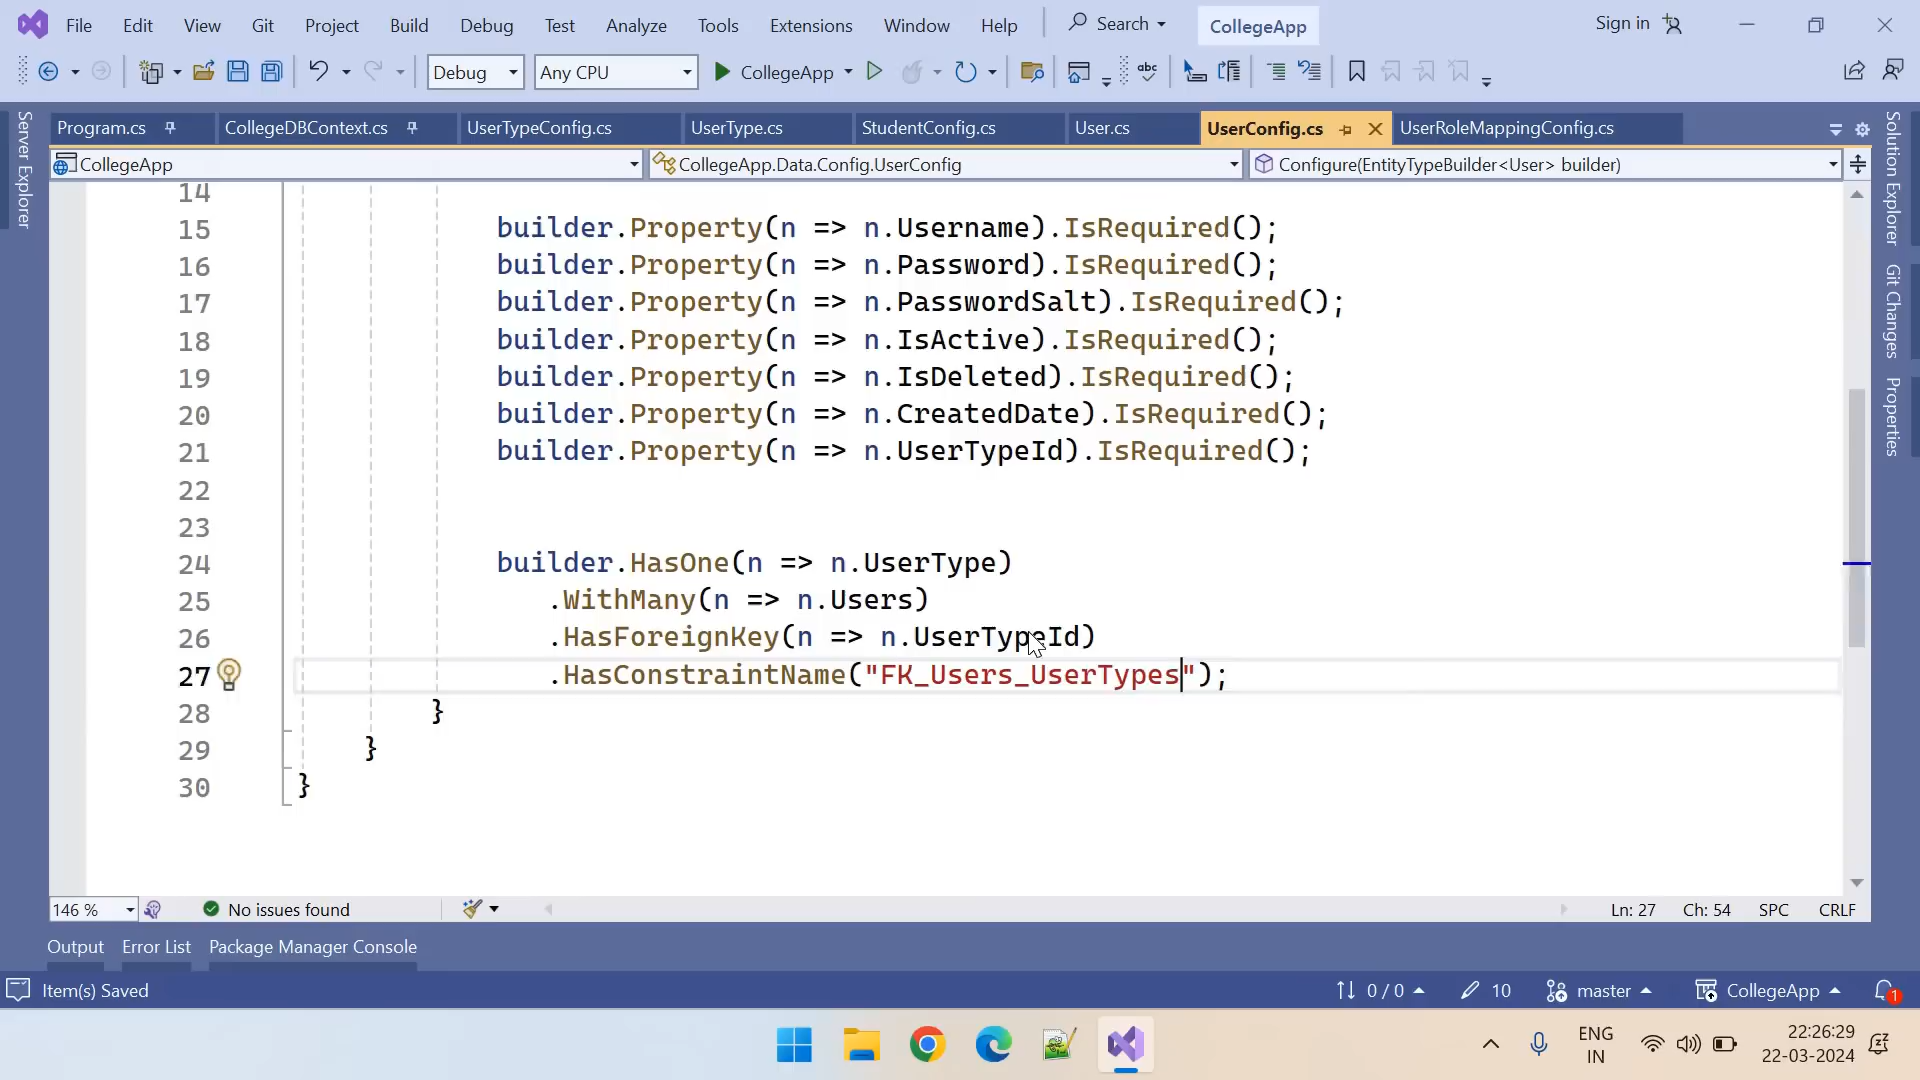 File Edit View Git Project Build Debug Test Analyze Tools Extensions Window Help Search CollegeApp Sign in
Debug Any CPU CollegeApp
Program.cs CollegeDBContext.cs UserTypeConfig.cs UserType.cs StudentConfig.cs User.cs UserConfig.cs UserRoleMappingConfig.cs
CollegeApp CollegeApp.Data.Config.UserConfig Configure(EntityTypeBuilder<User> builder)
Server Explorer
Solution Explorer
Git Changes
Properties
14
15 builder.Property(n => n.Username).IsRequired();
16 builder.Property(n => n.Password).IsRequired();
17 builder.Property(n => n.PasswordSalt).IsRequired();
18 builder.Property(n => n.IsActive).IsRequired();
19 builder.Property(n => n.IsDeleted).IsRequired();
20 builder.Property(n => n.CreatedDate).IsRequired();
21 builder.Property(n => n.UserTypeId).IsRequired();
22
23
24 builder.HasOne(n => n.UserType)
25 .WithMany(n => n.Users)
26 .HasForeignKey(n => n.UserTypeId)
27 .HasConstraintName("FK_Users_UserTypes");
28 }
29 }
30 }
146 % No issues found Ln: 27 Ch: 54 SPC CRLF
Output Error List Package Manager Console
Item(s) Saved 0 / 0 10 master CollegeApp 1
ENG 22:26:29
IN 22-03-2024